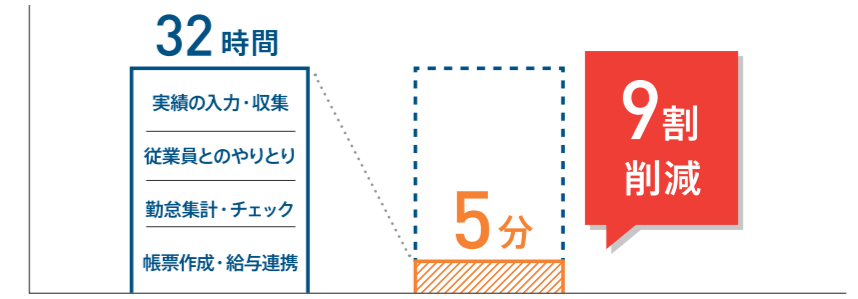 32時間
実績の入力・収集
従業員とのやりとり
勤怠集計・チェック
帳票作成・給与連携
5分
9割
削減